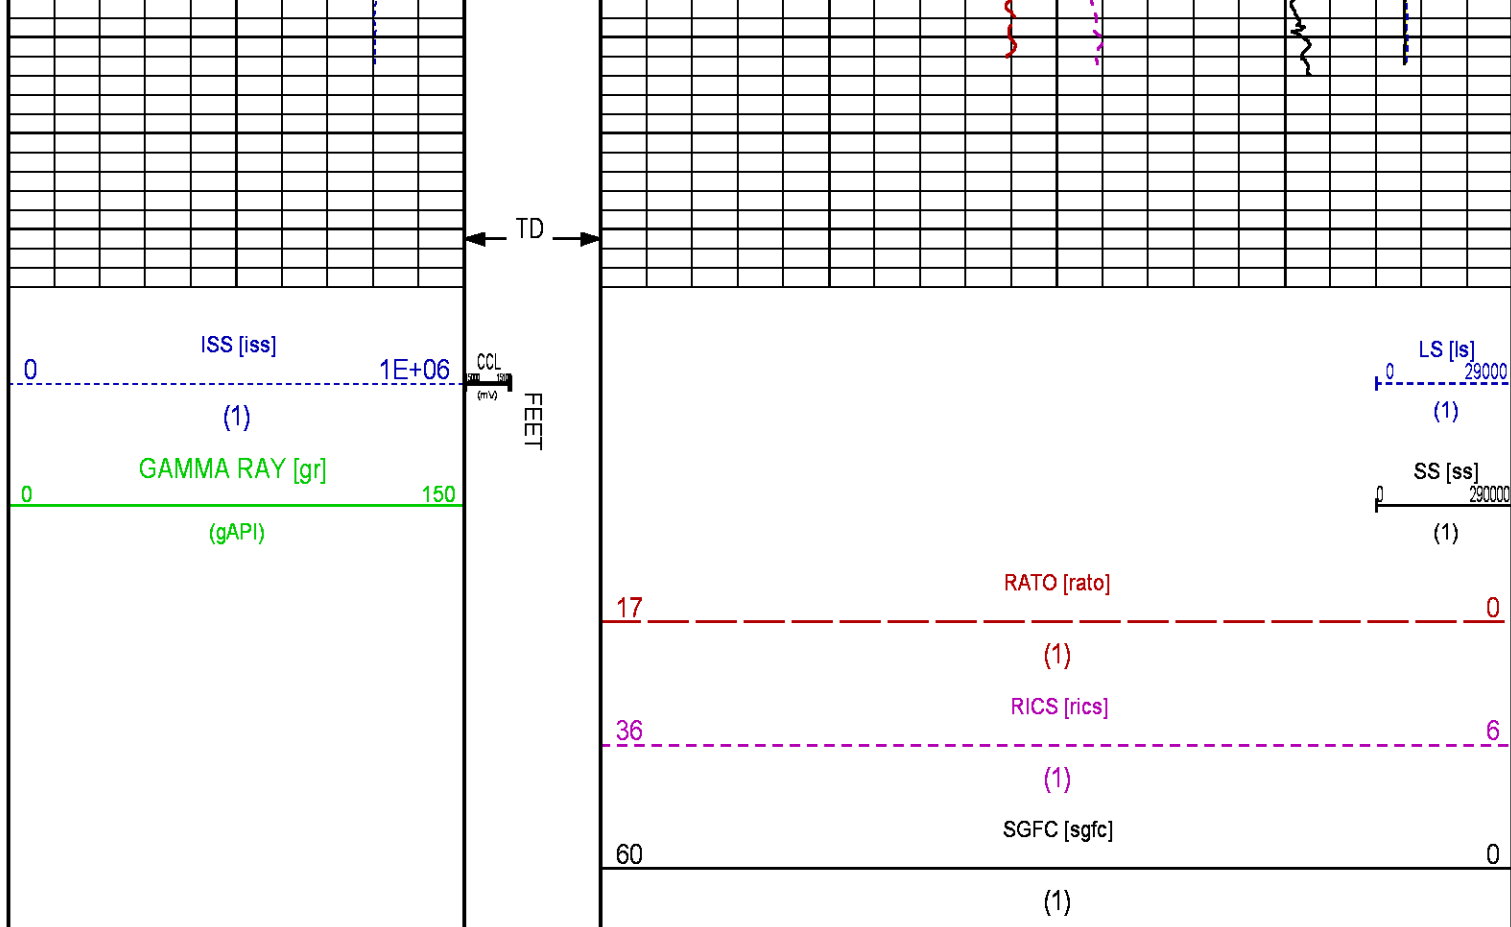 TD
ISS [iss]
0 1E+06
(1)
GAMMA RAY [gr]
0 150
(gAPI)
CCL
(mV)
FEET
LS [ls]
0 29000
(1)
SS [ss]
0 290000
(1)
RATO [rato]
17 0
(1)
RICS [rics]
36 6
(1)
SGFC [sgfc]
60 0
(1)